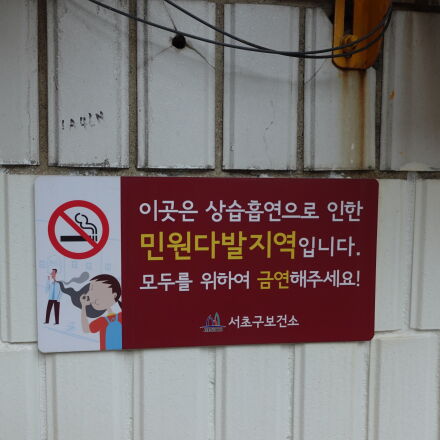 이곳은 상습흡연으로 인한
민원다발지역입니다.
모두를 위하여 금연해주세요!
서초구보건소